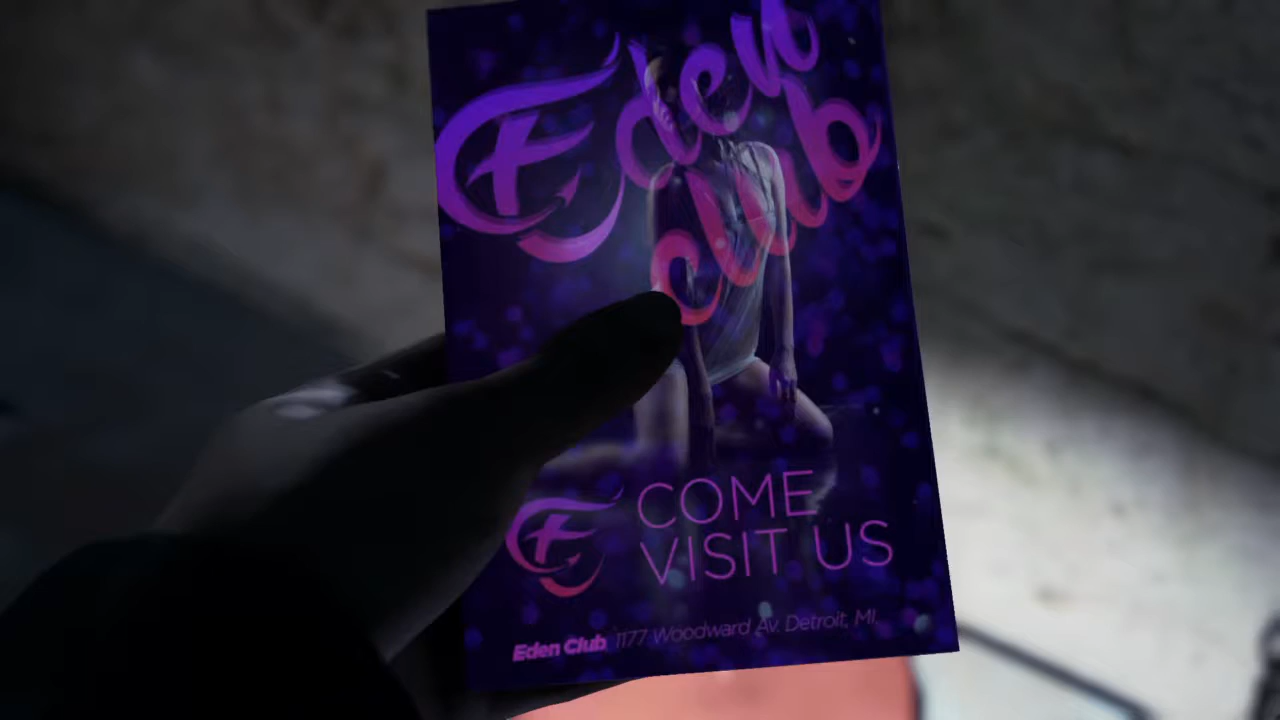 Eden
club
COME
VISIT US
Eden Club 1177 Woodward Av. Detroit, MI.